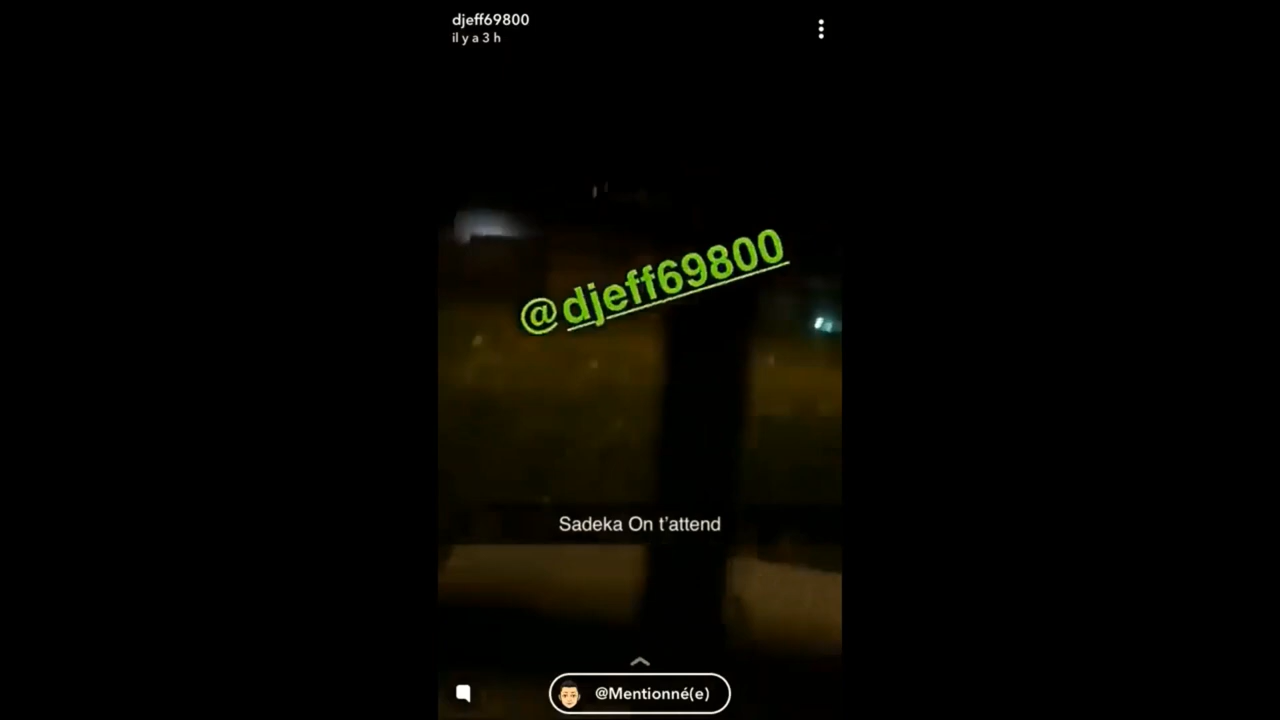 djeff69800
il y a 3 h
@djeff69800
Sadeka On t'attend
@Mentionné(e)